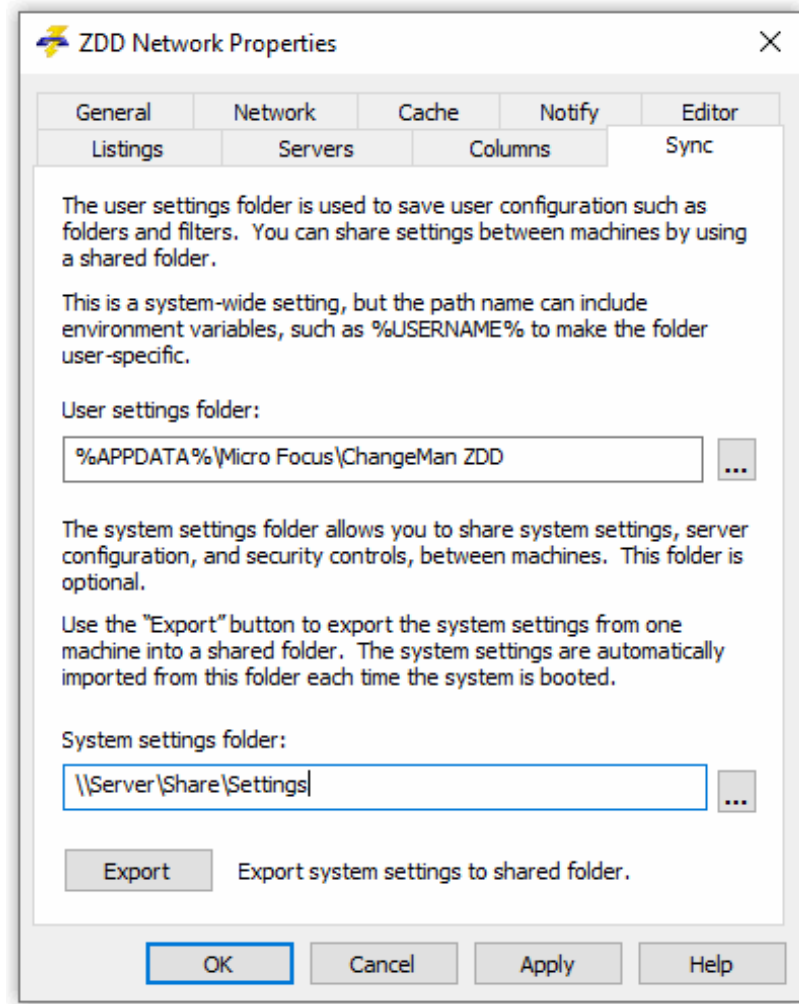 ZDD Network Properties
General Network Cache Notify Editor
Listings Servers Columns Sync
The user settings folder is used to save user configuration such as
folders and filters.  You can share settings between machines by using
a shared folder.
This is a system-wide setting, but the path name can include
environment variables, such as %USERNAME% to make the folder
user-specific.
User settings folder:
%APPDATA%\Micro Focus\ChangeMan ZDD
...
The system settings folder allows you to share system settings, server
configuration, and security controls, between machines.  This folder is
optional.
Use the "Export" button to export the system settings from one
machine into a shared folder.  The system settings are automatically
imported from this folder each time the system is booted.
System settings folder:
\\Server\Share\Settings
...
Export Export system settings to shared folder.
OK Cancel Apply Help